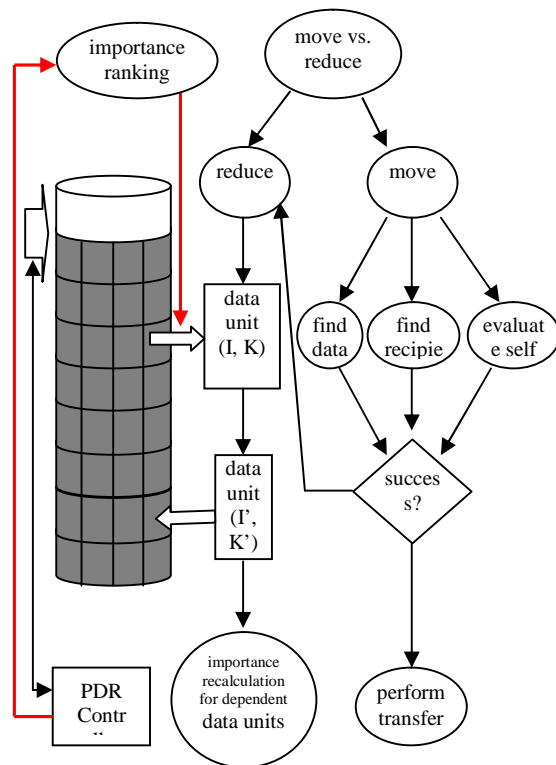 importance
ranking
move vs.
reduce
reduce
move
data
unit
(I, K)
find
data
find
recipie
evaluat
e self
data
unit
(I’,
K’)
succes
s?
importance
recalculation
for dependent
data units
PDR
Contr
perform
transfer